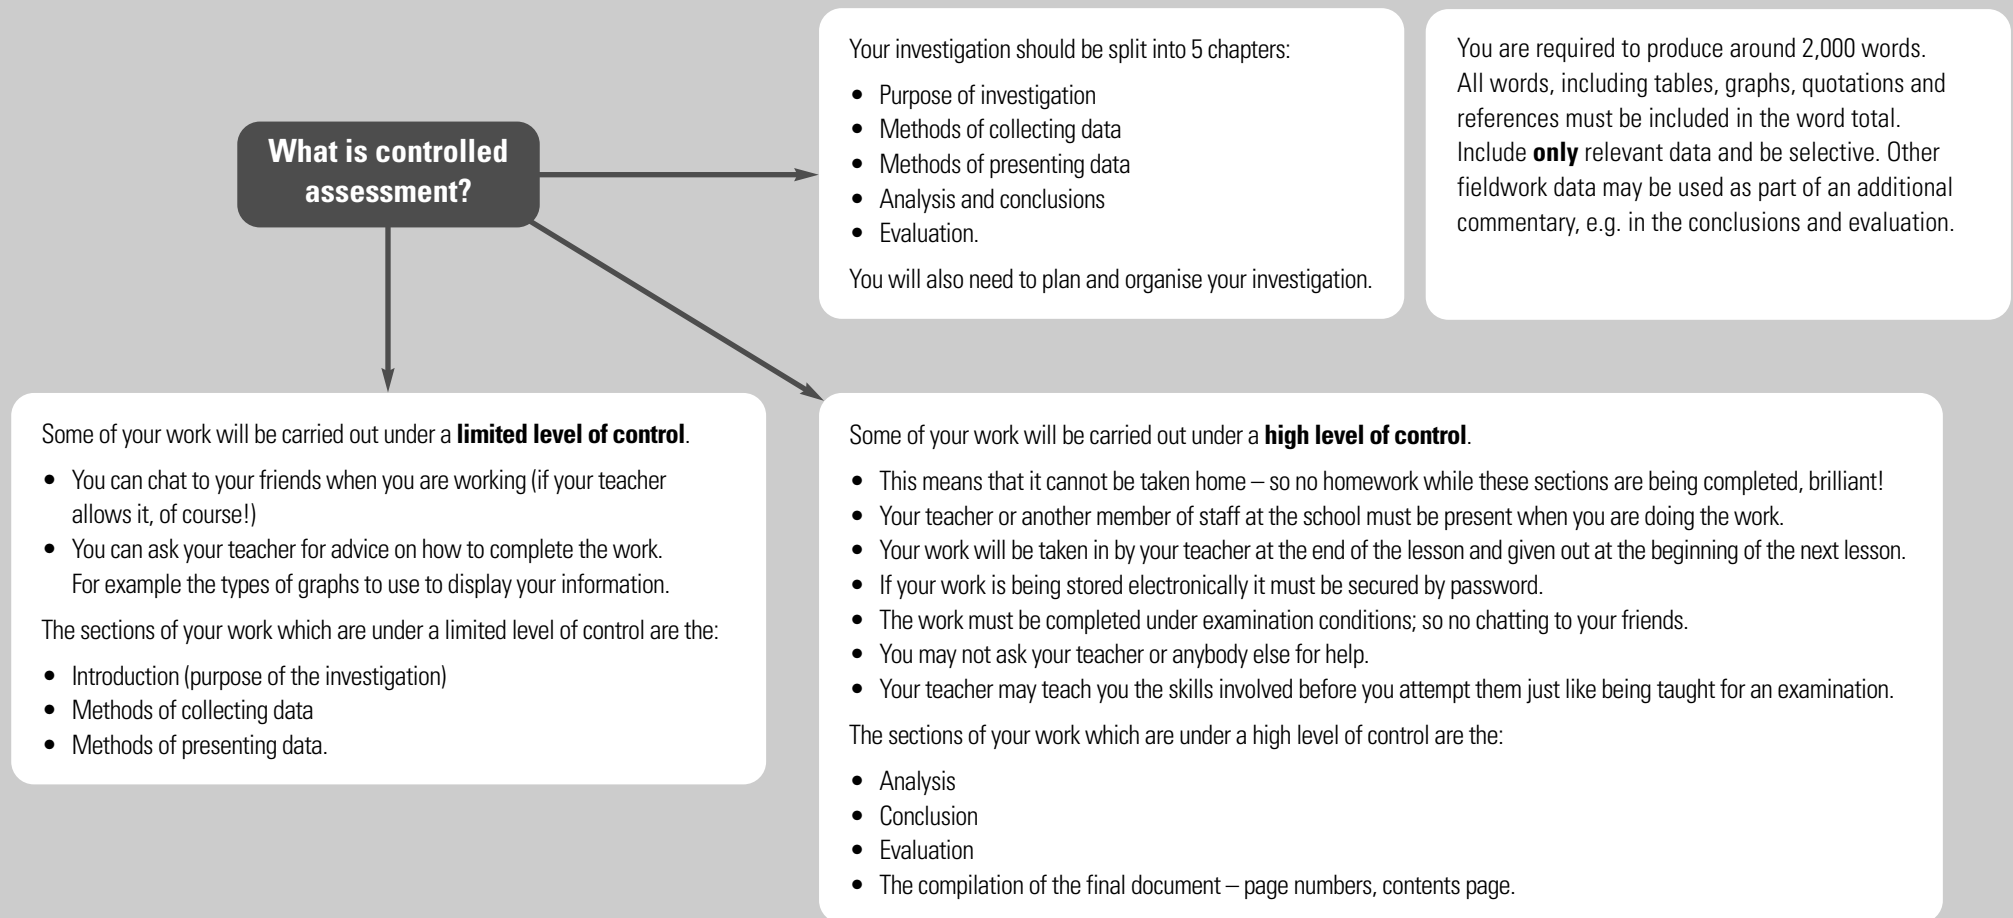 What is controlled
assessment?
Your investigation should be split into 5 chapters:
• Purpose of investigation
• Methods of collecting data
• Methods of presenting data
• Analysis and conclusions
• Evaluation.
You will also need to plan and organise your investigation.
You are required to produce around 2,000 words.
All words, including tables, graphs, quotations and
references must be included in the word total.
Include only relevant data and be selective. Other
fieldwork data may be used as part of an additional
commentary, e.g. in the conclusions and evaluation.
Some of your work will be carried out under a limited level of control.
• You can chat to your friends when you are working (if your teacher
allows it, of course!)
• You can ask your teacher for advice on how to complete the work.
For example the types of graphs to use to display your information.
The sections of your work which are under a limited level of control are the:
• Introduction (purpose of the investigation)
• Methods of collecting data
• Methods of presenting data.
Some of your work will be carried out under a high level of control.
• This means that it cannot be taken home – so no homework while these sections are being completed, brilliant!
• Your teacher or another member of staff at the school must be present when you are doing the work.
• Your work will be taken in by your teacher at the end of the lesson and given out at the beginning of the next lesson.
• If your work is being stored electronically it must be secured by password.
• The work must be completed under examination conditions; so no chatting to your friends.
• You may not ask your teacher or anybody else for help.
• Your teacher may teach you the skills involved before you attempt them just like being taught for an examination.
The sections of your work which are under a high level of control are the:
• Analysis
• Conclusion
• Evaluation
• The compilation of the final document – page numbers, contents page.